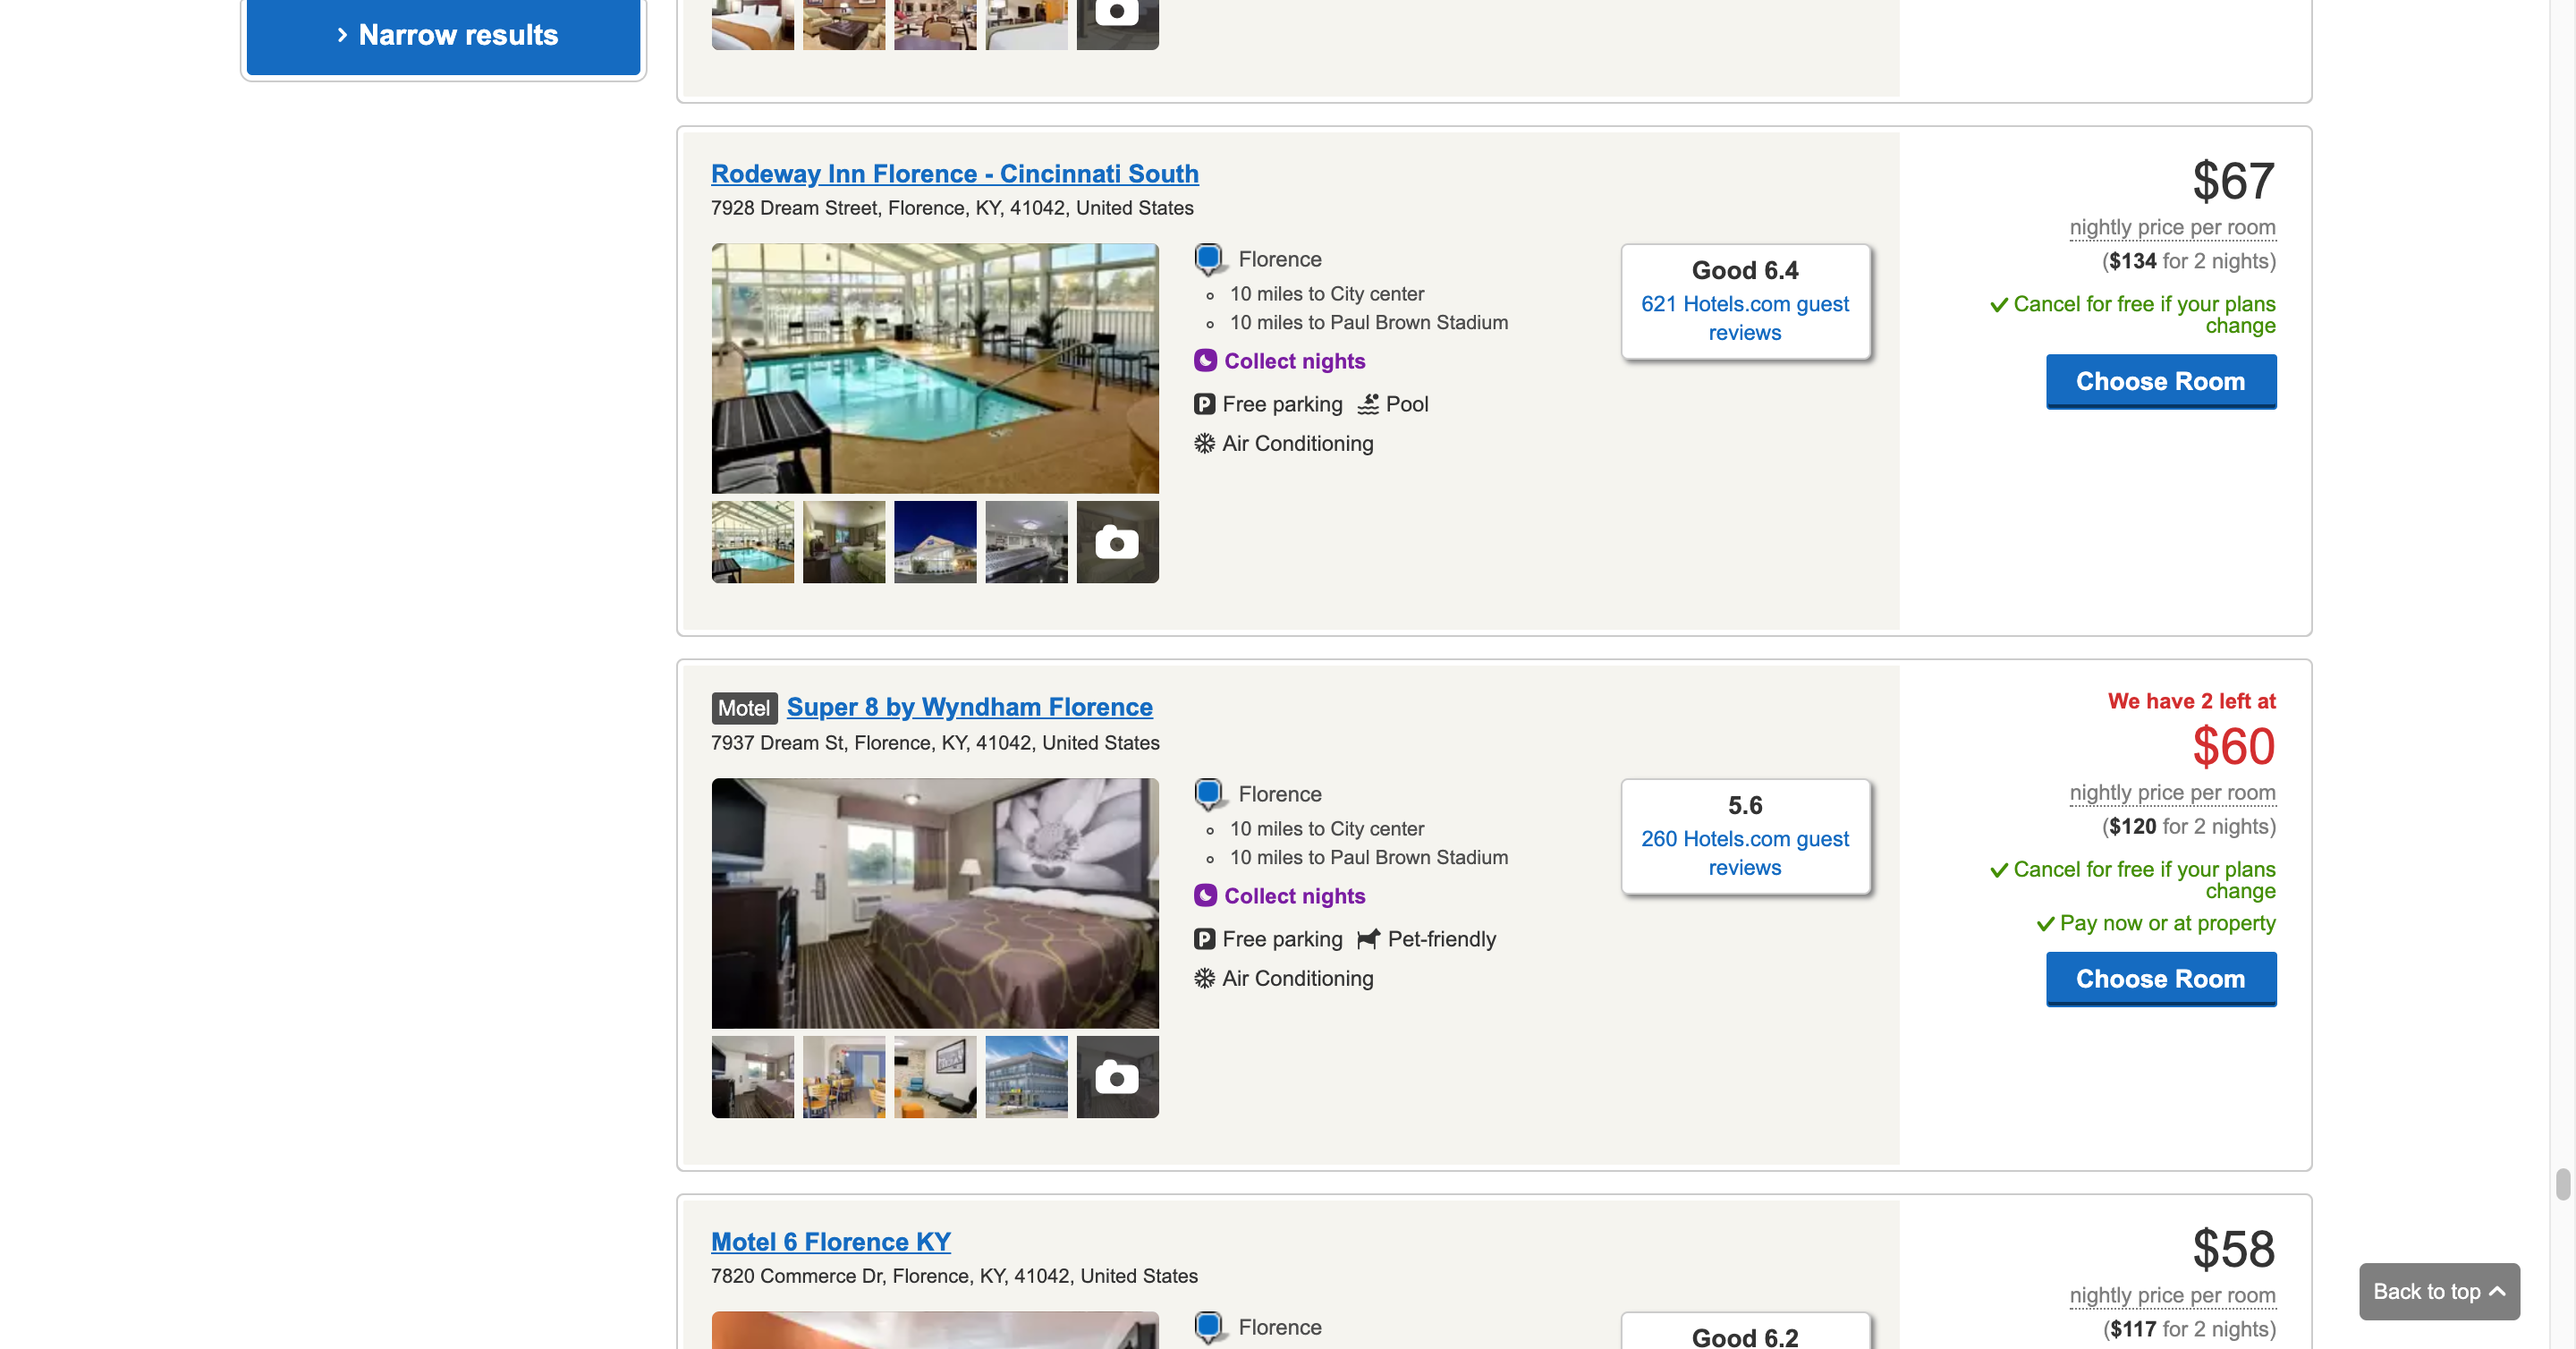 › Narrow results
Rodeway Inn Florence - Cincinnati South
7928 Dream Street, Florence, KY, 41042, United States
Florence
10 miles to City center
10 miles to Paul Brown Stadium
Collect nights
Free parking Pool
Air Conditioning
Good 6.4
621 Hotels.com guest
reviews
$67
nightly price per room
($134 for 2 nights)
Cancel for free if your plans
change
Choose Room
Motel Super 8 by Wyndham Florence
7937 Dream St, Florence, KY, 41042, United States
Florence
10 miles to City center
10 miles to Paul Brown Stadium
Collect nights
Free parking Pet-friendly
Air Conditioning
5.6
260 Hotels.com guest
reviews
We have 2 left at
$60
nightly price per room
($120 for 2 nights)
Cancel for free if your plans
change
Pay now or at property
Choose Room
Motel 6 Florence KY
7820 Commerce Dr, Florence, KY, 41042, United States
Florence
Good 6.2
$58
nightly price per room
($117 for 2 nights)
Back to top